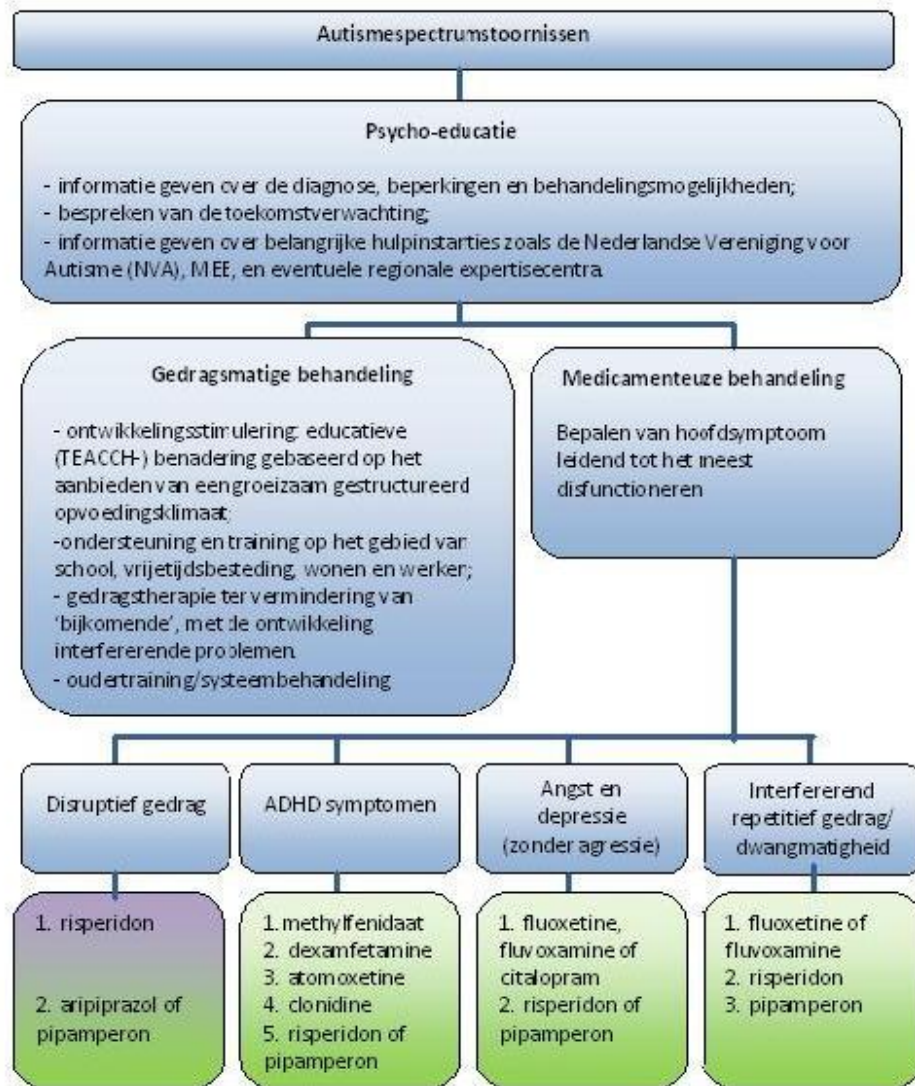 Autismespectrumstoornissen
Psycho-educatie
- informatie geven over de diagnose, beperkingen en behandelingsmogelijkheden;
- bespreken van de toekomstverwachting;
- informatie geven over belangrijke hulpinstarties zoals de Nederlandse Vereniging voor
Autisme (NVA), MEE, en eventuele regionale expertisecentra.
Gedragsmatige behandeling
- ontwikkelingsstimulering: educatieve
(TEACCH-) benadering gebaseerd op het
aanbieden van een groeizaam gestructureerd
opvoedingsklimaat;
-ondersteuning en training op het gebied van
school, vrijetijdsbesteding, wonen en werken;
- gedragstherapie ter vermindering van
‘bijkomende’, met de ontwikkeling
interfererende problemen.
- oudertraining/systeembehandeling
Medicamenteuze behandeling
Bepalen van hoofdsymptoom
leidend tot het meest
disfunctioneren
Disruptief gedrag
ADHD symptomen
Angst en
depressie
(zonder agressie)
Interfererend
repetitief gedrag/
dwangmatigheid
1. risperidon
2. aripiprazol of
pipamperon
1.methylfenidaat
2. dexamfetamine
3. atomoxetine
4. clonidine
5. risperidon of
pipamperon
1. fluoxetine,
fluvoxamine of
citalopram
2. risperidon of
pipamperon
1. fluoxetine of
fluvoxamine
2. risperidon
3. pipamperon